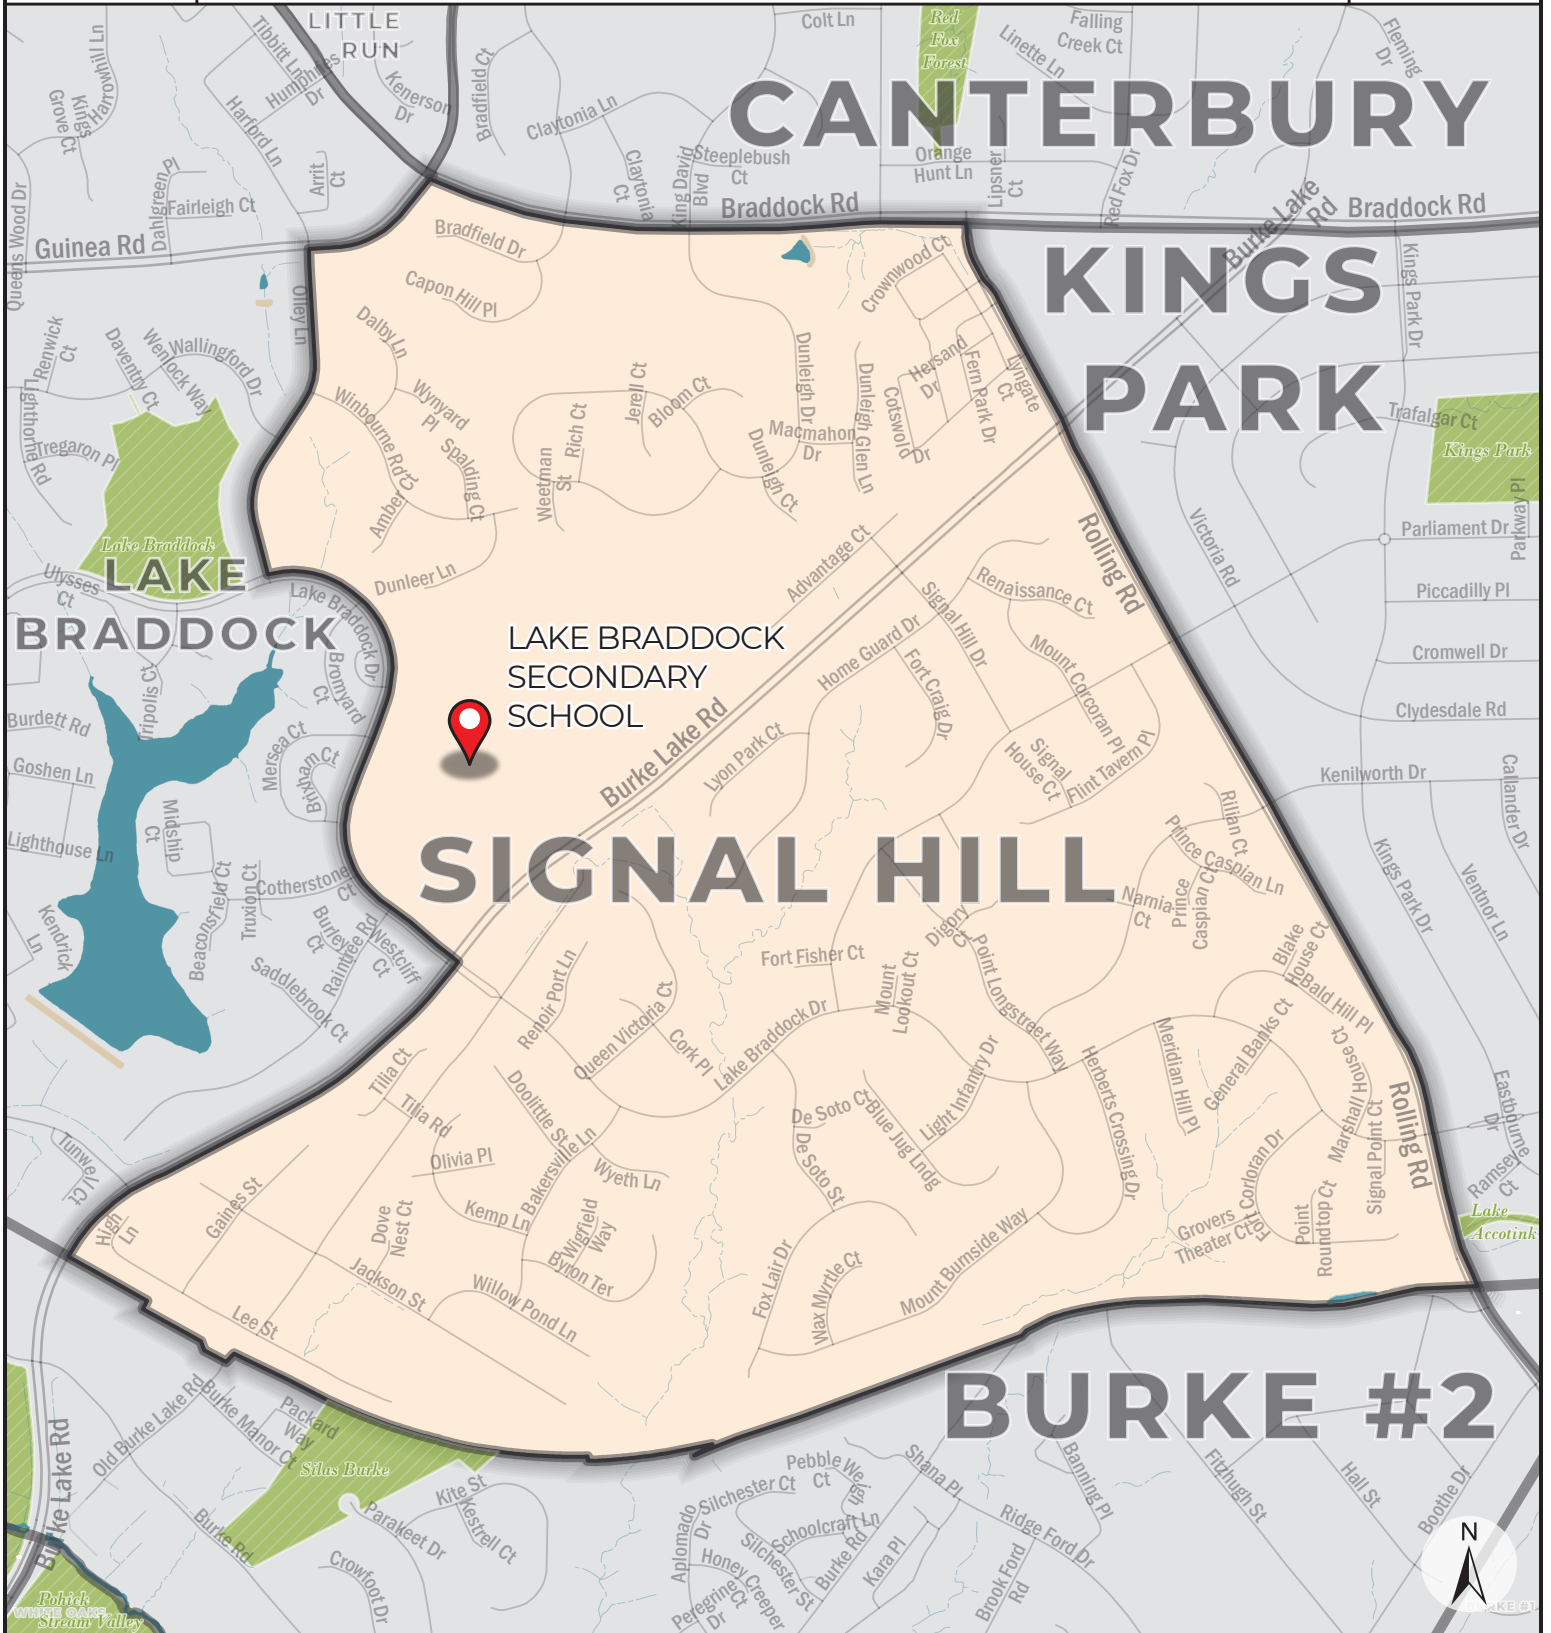 LITTLE
RUN
Tibbitt Ln
Humphries
Dr
Harrowhill Ln
Kings
Grove Ct
Harford Ln
Arrit
Ct
Kenerson
Dr
Bradfield Ct
Claytonia Ln
Claytonia
Ct
Colt Ln
Red
Fox
Forest
Linette Ln
Falling
Creek Ct
Fleming
Dr
CANTERBURY
King David
Blvd
Steeplebush
Ct
Orange
Hunt Ln
Lipsner
Ct
Red Fox Dr
Burke Lake
Rd
Braddock Rd
Braddock Rd
Dahlgreen Pl
Fairleigh Ct
Queens Wood Dr
Guinea Rd
Olley Ln
KINGS
PARK
Kings Park Dr
Trafalgar Ct
Kings Park
Parkway Pl
Parliament Dr
Piccadilly Pl
Cromwell Dr
Clydesdale Rd
Victoria Rd
Kenilworth Dr
Callander Dr
Kings Park Dr
Ventnor Ln
Eastbourne
Dr
Ramsey
Ct
Lake
Accotink
Renwick
Ct
Daventry Ct
Wenlock Way
Wallingford Dr
Lighthorne Rd
Tregaron Pl
Lake Braddock
LAKE
BRADDOCK
Ulysses
Ct
Lake Braddock Dr
Bromyard
Ct
Tripolis Ct
Burdett Rd
Goshen Ln
Lighthouse Ln
Mersea Ct
Brixham Ct
Midship
Ct
Cotherstone
Ct
Beaconsfield Ct
Truxion Ct
Burley
Ct
Raintree Rd
Westcliff
Ct
Saddlebrook Ct
Kendrick
Ln
Tunwell Ct
Bradfield Dr
Capon Hill Pl
Dalby Ln
Wynyard
Pl
Winbourne Rd
Spalding Ct
Amber Ct
Dunleer Ln
Weetman
St
Rich Ct
Jerell Ct
Bloom Ct
Dunleigh Dr
Macmahon
Dr
Dunleigh Ct
Dunleigh Glen Ln
Crownwood Ct
Hersand
Dr
Cotswold
Dr
Fern Park Dr
Lyngate
Ct
Rolling Rd
LAKE BRADDOCK
SECONDARY
SCHOOL
Burke Lake Rd
Advantage Ct
Home Guard Dr
Signal Hill Dr
Renaissance Ct
Fort Craig Dr
Mount Corcoran Pl
Signal
House Ct
Flint Tavern Pl
Lyon Park Ct
SIGNAL HILL
Rilian Ct
Prince Caspian Ln
Narnia
Ct
Prince
Caspian Ct
Blake
House Ct
Bald Hill Pl
Diggory
Ct
Fort Fisher Ct
Mount
Lookout Ct
Point Longstreet Way
Lake Braddock Dr
Renoir Port Ln
Queen Victoria Ct
Cork Pl
Light Infantry Dr
Herberts Crossing Dr
Meridian Hill Pl
General Banks Ct
Marshall House Ct
Signal Point Ct
Rolling Rd
Fort Corloran Dr
Grovers
Theater Ct
Point
Roundtop Ct
Tilia Ct
Tilia Rd
Doolittle St
Bakersville Ln
Wyeth Ln
Olivia Pl
Kemp Ln
Dove
Nest Ct
Wigfield
Way
Byron Ter
Willow Pond Ln
De Soto Ct
De Soto St
Blue Jug Lndg
Fox Lair Dr
Wax Myrtle Ct
Mount Burnside Way
Gaines St
High
Ln
Jackson St
Lee St
BURKE #2
Old Burke Lake Rd
Burke Manor Ct
Packard
Way
Silas Burke
Burke Lake Rd
Burke Rd
Kite St
Kestrell Ct
Parakeet Dr
Crowfoot Dr
Pohick
Stream Valley
WHITE OAKS
Pebble We
Ct
Silchester Ct
Schoolcraft Ln
Silchester St
Aplomado
Dr
Honey Creeper
Dr
Peregrine Ct
Burke Rd
Kara Pl
Shana Pl
Ridge Ford Dr
Brook Ford
Rd
Banning Pl
Fitzhugh St
Hall St
Boothe Dr
N